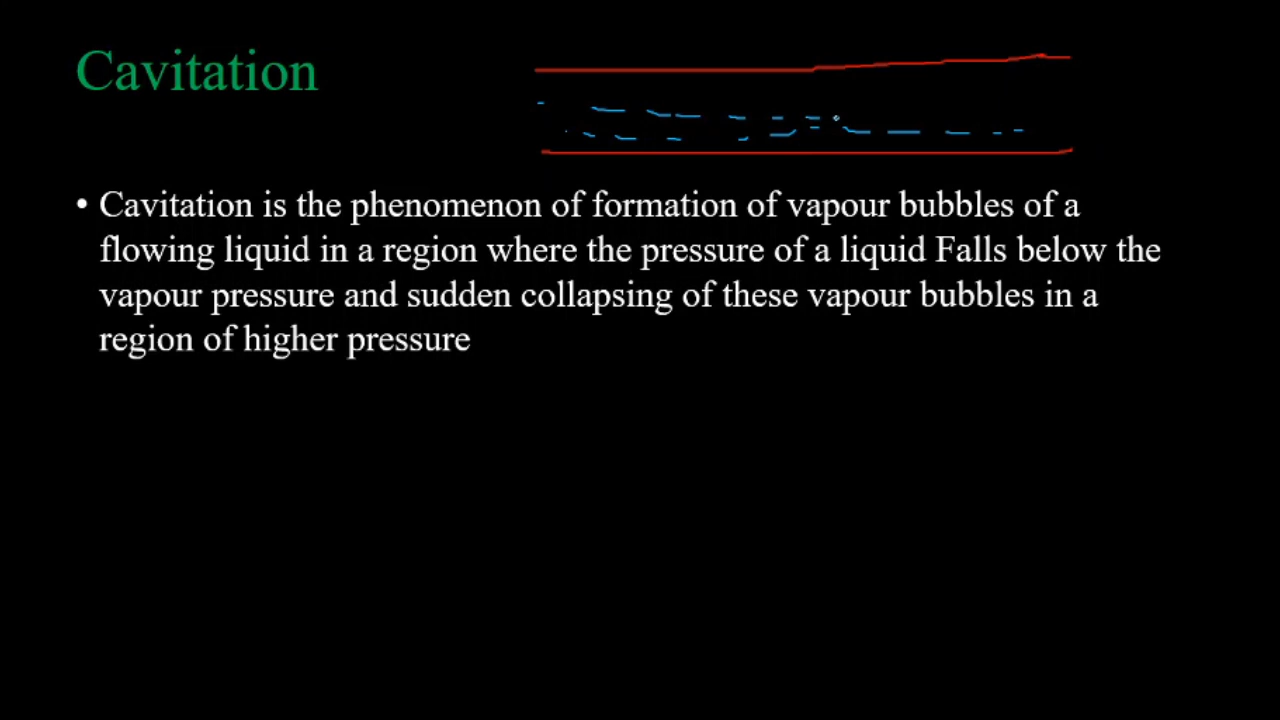 Cavitation
• Cavitation is the phenomenon of formation of vapour bubbles of a
flowing liquid in a region where the pressure of a liquid Falls below the
vapour pressure and sudden collapsing of these vapour bubbles in a
region of higher pressure